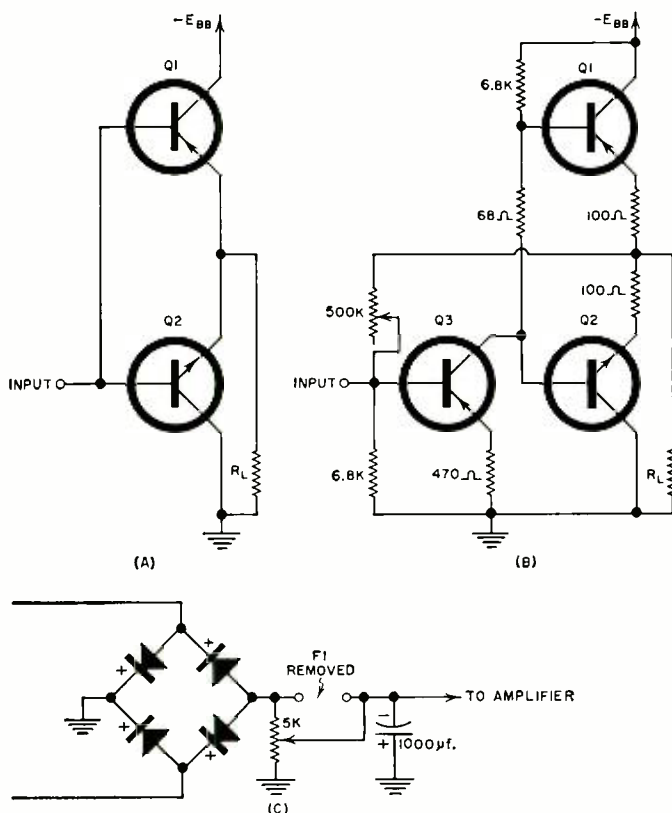 -EBB
Q1
Q2
INPUT
RL
(A)
-EBB
Q1
6.8K
68Ω
100Ω
100Ω
500K
Q3
Q2
INPUT
6.8K
470Ω
RL
(B)
F1
REMOVED
TO AMPLIFIER
5K
1000µf.
(C)